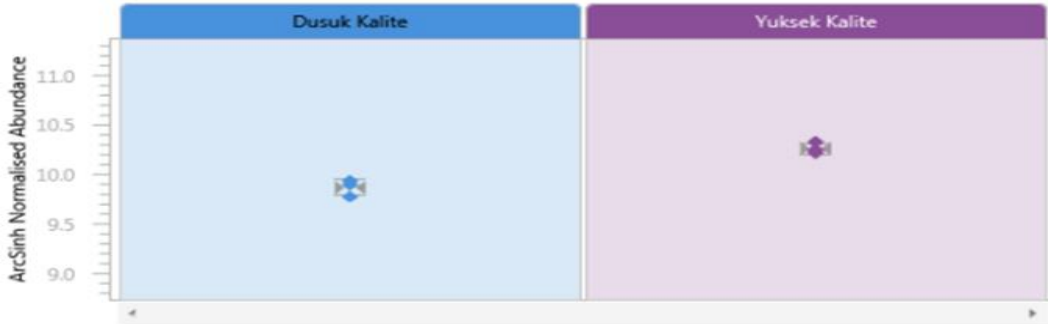 Dusuk Kalite
Yuksek Kalite
ArcSinh Normalised Abundance
11.0
10.5
10.0
9.5
9.0